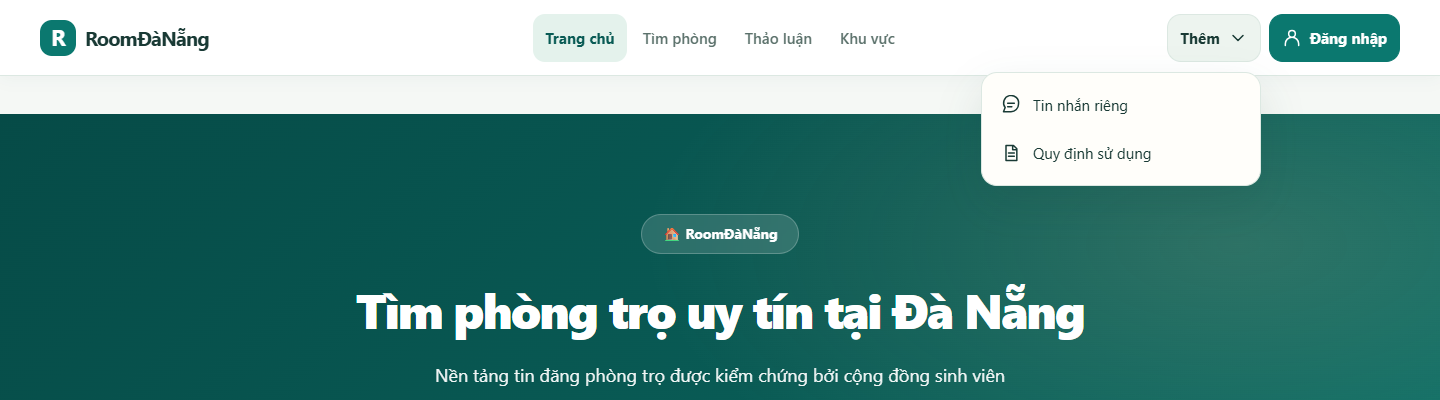 R RoomĐàNẵng Trang chủ Tìm phòng Thảo luận Khu vực Thêm Đăng nhập
Tin nhắn riêng
Quy định sử dụng
RoomĐàNẵng
Tìm phòng trọ uy tín tại Đà Nẵng
Nền tảng tin đăng phòng trọ được kiểm chứng bởi cộng đồng sinh viên